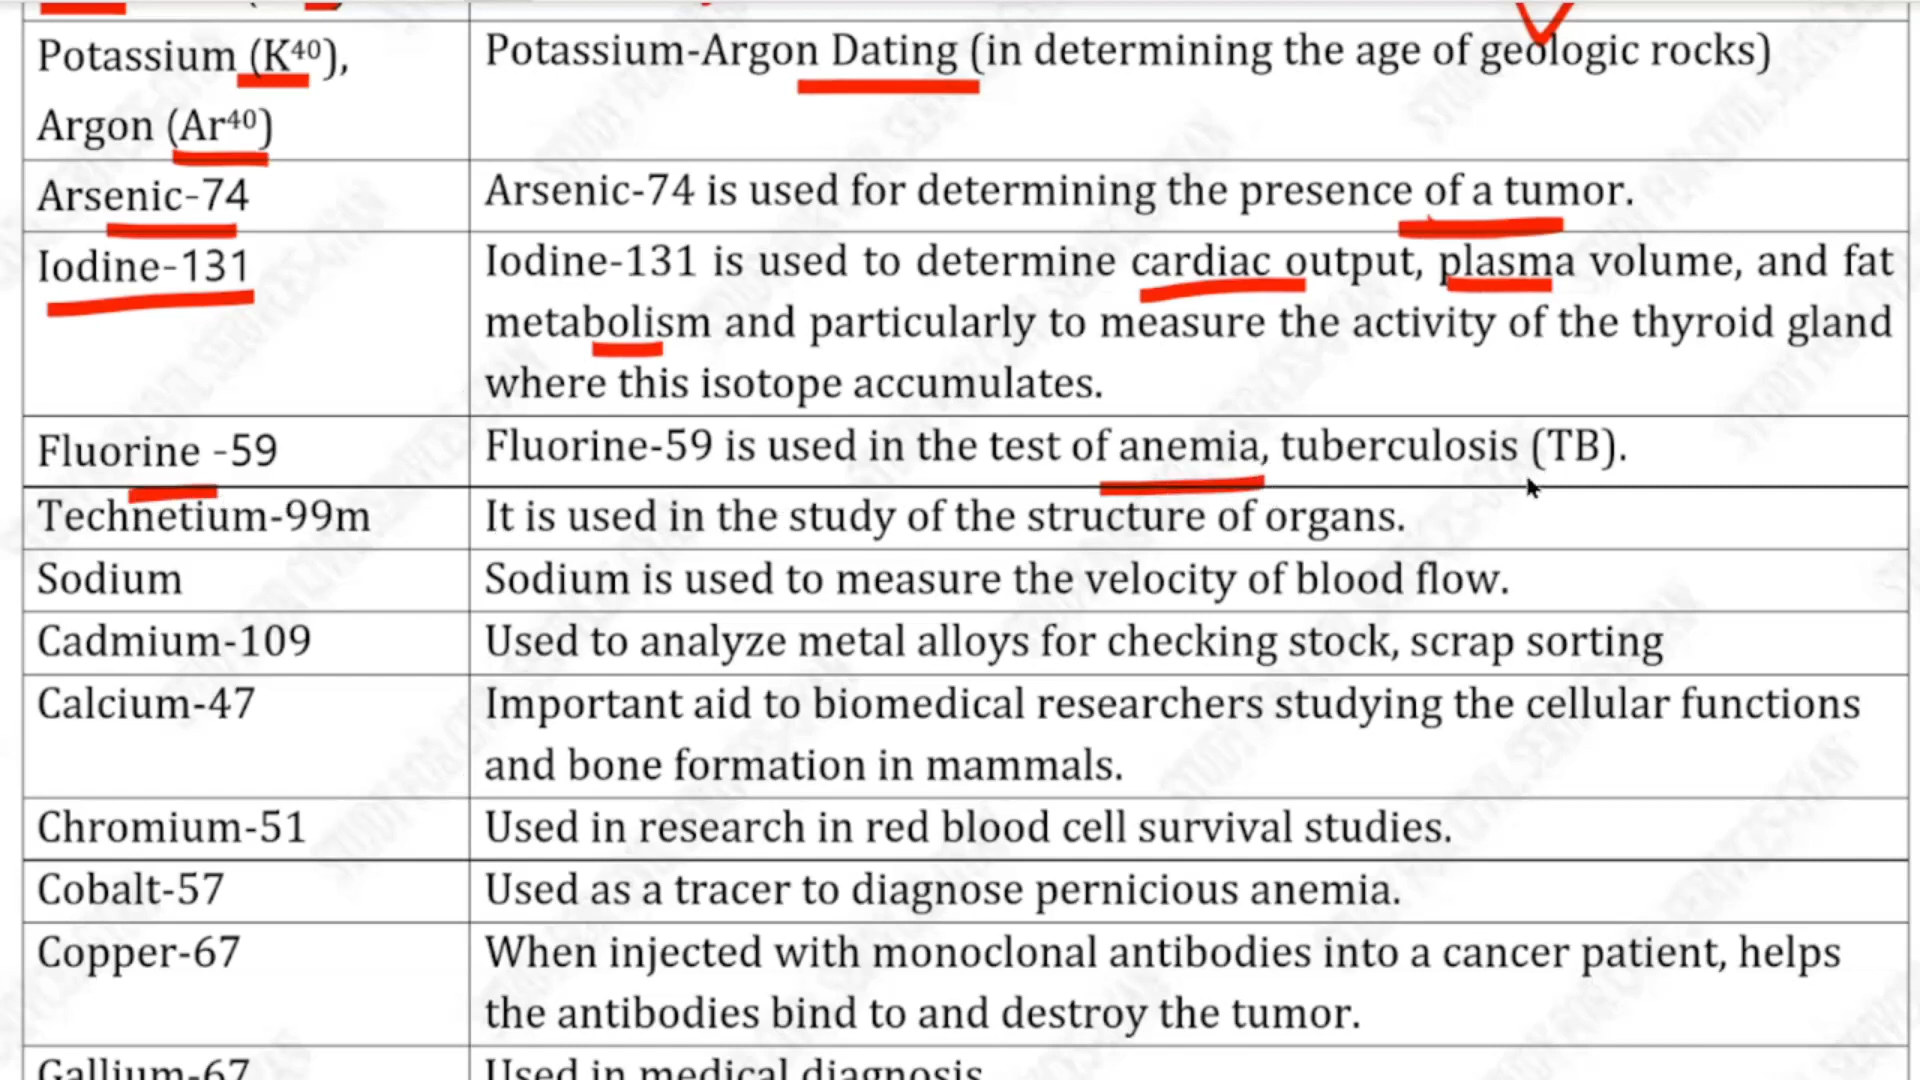 Potassium (K⁴⁰),
Argon (Ar⁴⁰)
Potassium-Argon Dating (in determining the age of geologic rocks)
Arsenic-74
Arsenic-74 is used for determining the presence of a tumor.
Iodine-131
Iodine-131 is used to determine cardiac output, plasma volume, and fat
metabolism and particularly to measure the activity of the thyroid gland
where this isotope accumulates.
Fluorine -59
Fluorine-59 is used in the test of anemia, tuberculosis (TB).
Technetium-99m
It is used in the study of the structure of organs.
Sodium
Sodium is used to measure the velocity of blood flow.
Cadmium-109
Used to analyze metal alloys for checking stock, scrap sorting
Calcium-47
Important aid to biomedical researchers studying the cellular functions
and bone formation in mammals.
Chromium-51
Used in research in red blood cell survival studies.
Cobalt-57
Used as a tracer to diagnose pernicious anemia.
Copper-67
When injected with monoclonal antibodies into a cancer patient, helps
the antibodies bind to and destroy the tumor.
Gallium-67
Used in medical diagnosis